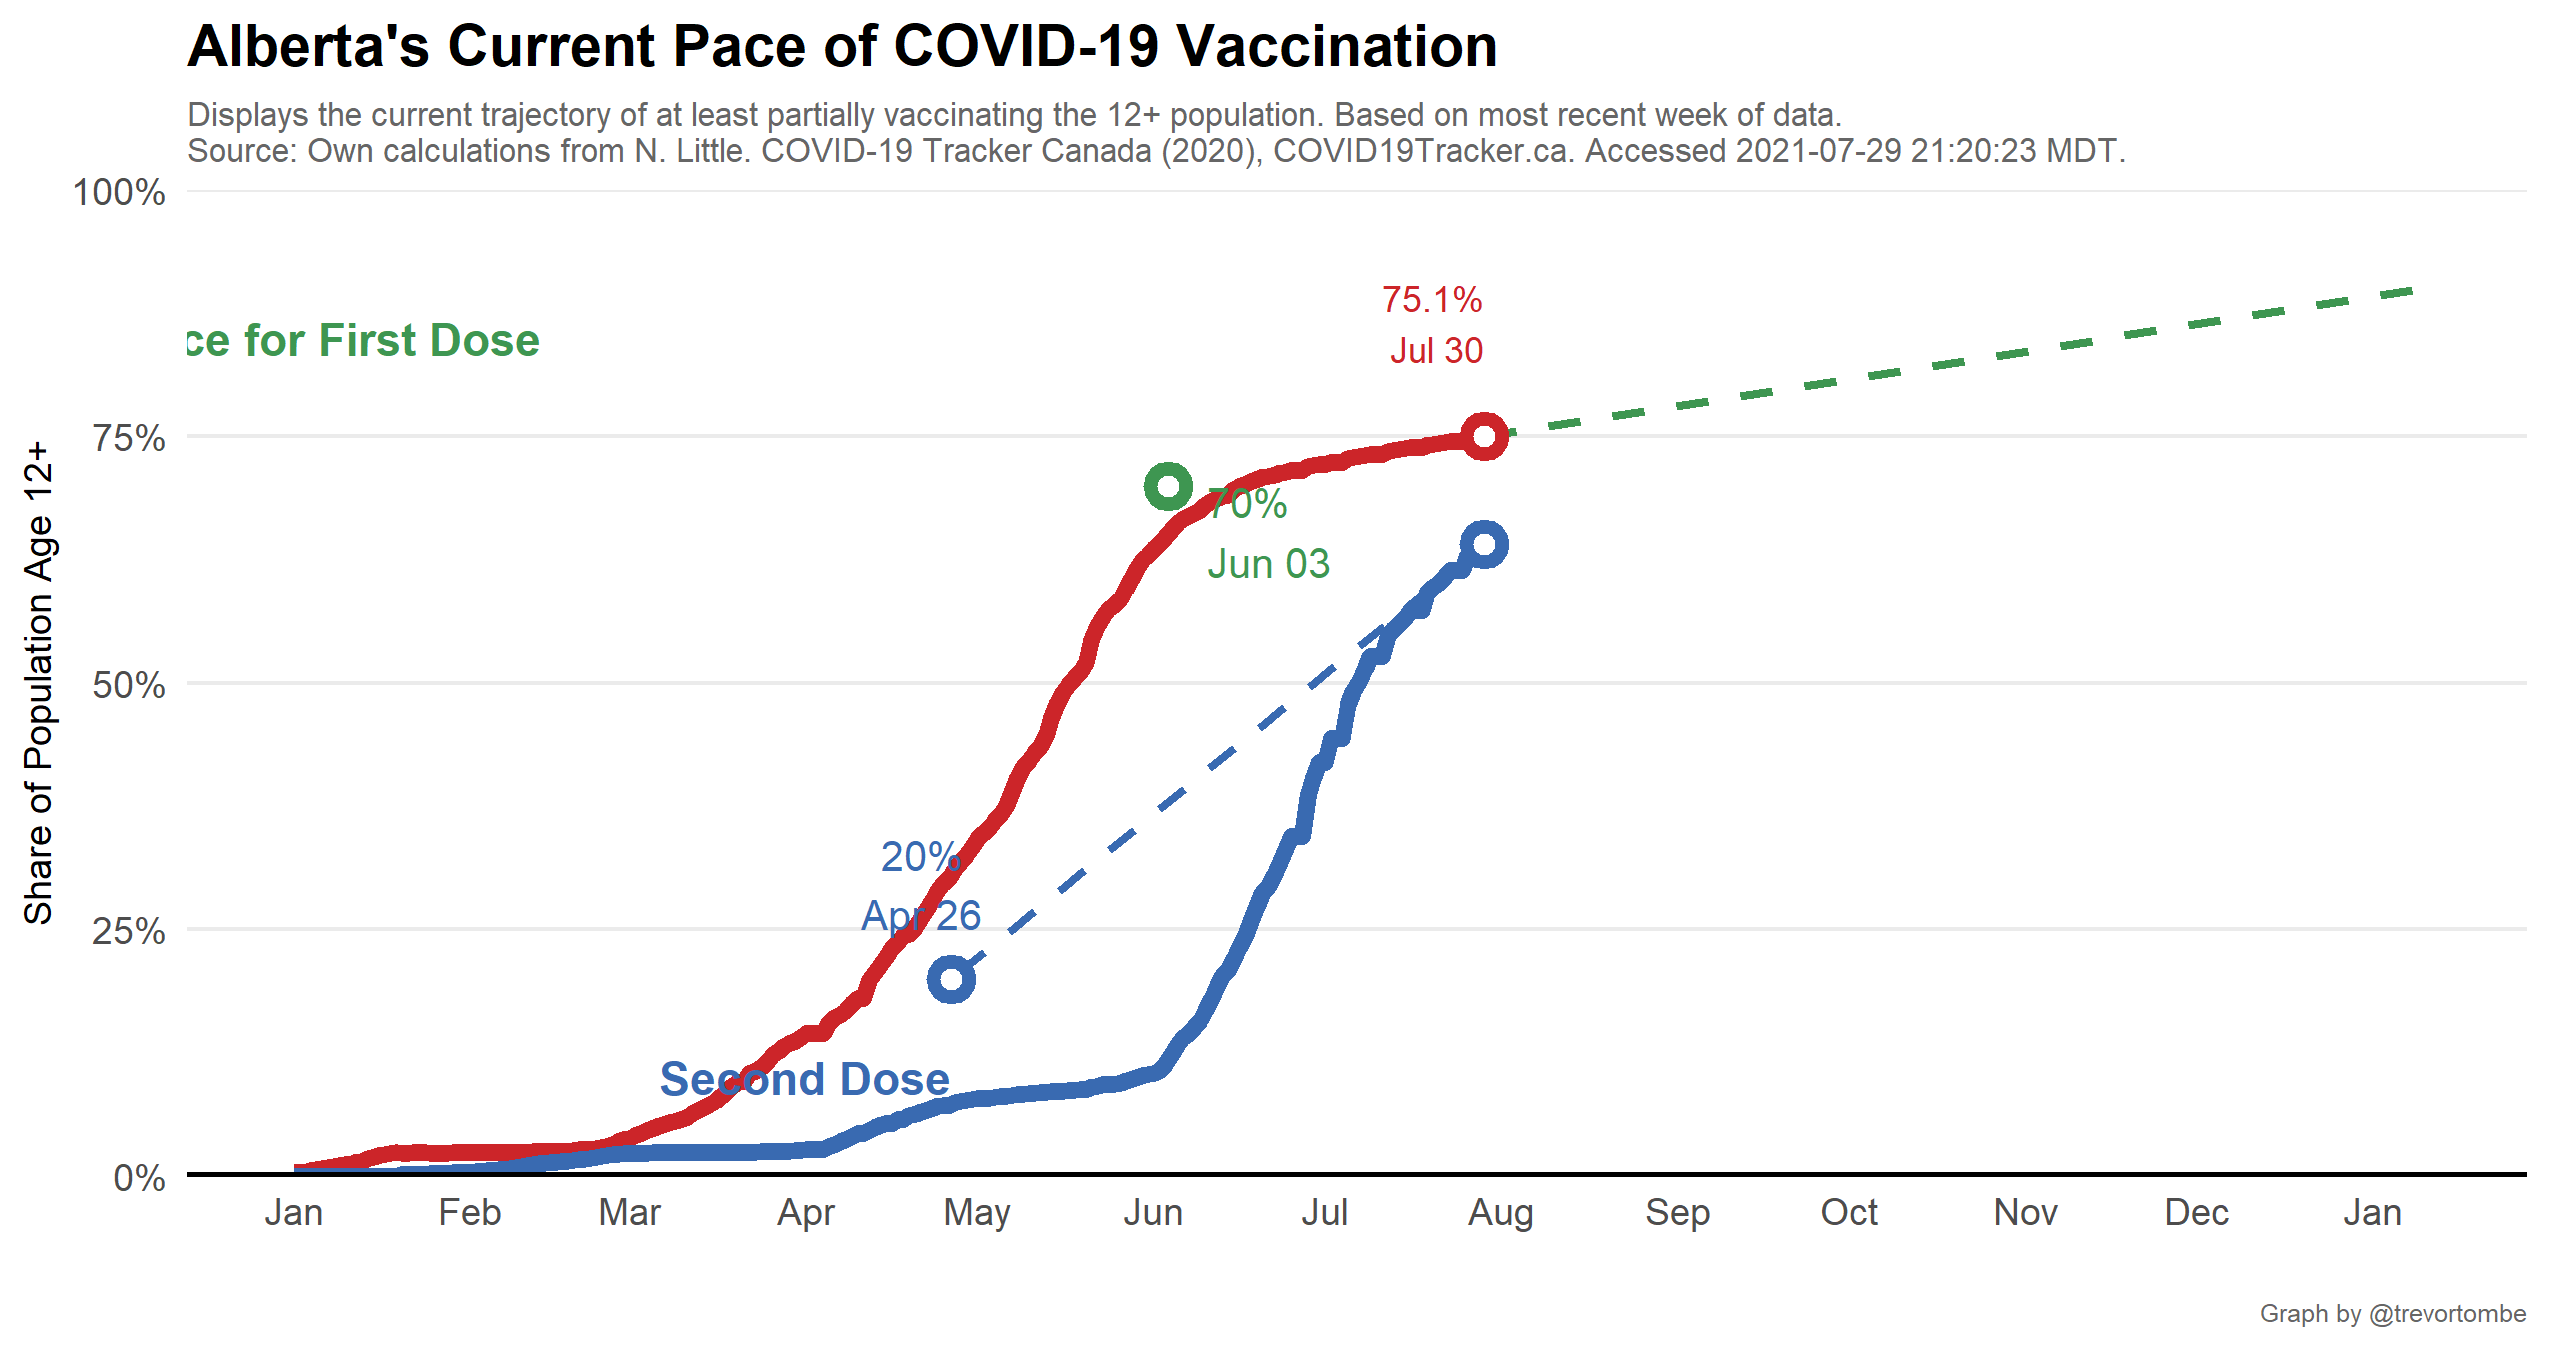 Alberta's Current Pace of COVID-19 Vaccination
Displays the current trajectory of at least partially vaccinating the 12+ population. Based on most recent week of data.
Source: Own calculations from N. Little. COVID-19 Tracker Canada (2020), COVID19Tracker.ca. Accessed 2021-07-29 21:20:23 MDT.
100%
75%
50%
25%
0%
Share of Population Age 12+
ce for First Dose
75.1%
Jul 30
70%
Jun 03
20%
Apr 26
Second Dose
Jan Feb Mar Apr May Jun Jul Aug Sep Oct Nov Dec Jan
Graph by @trevortombe